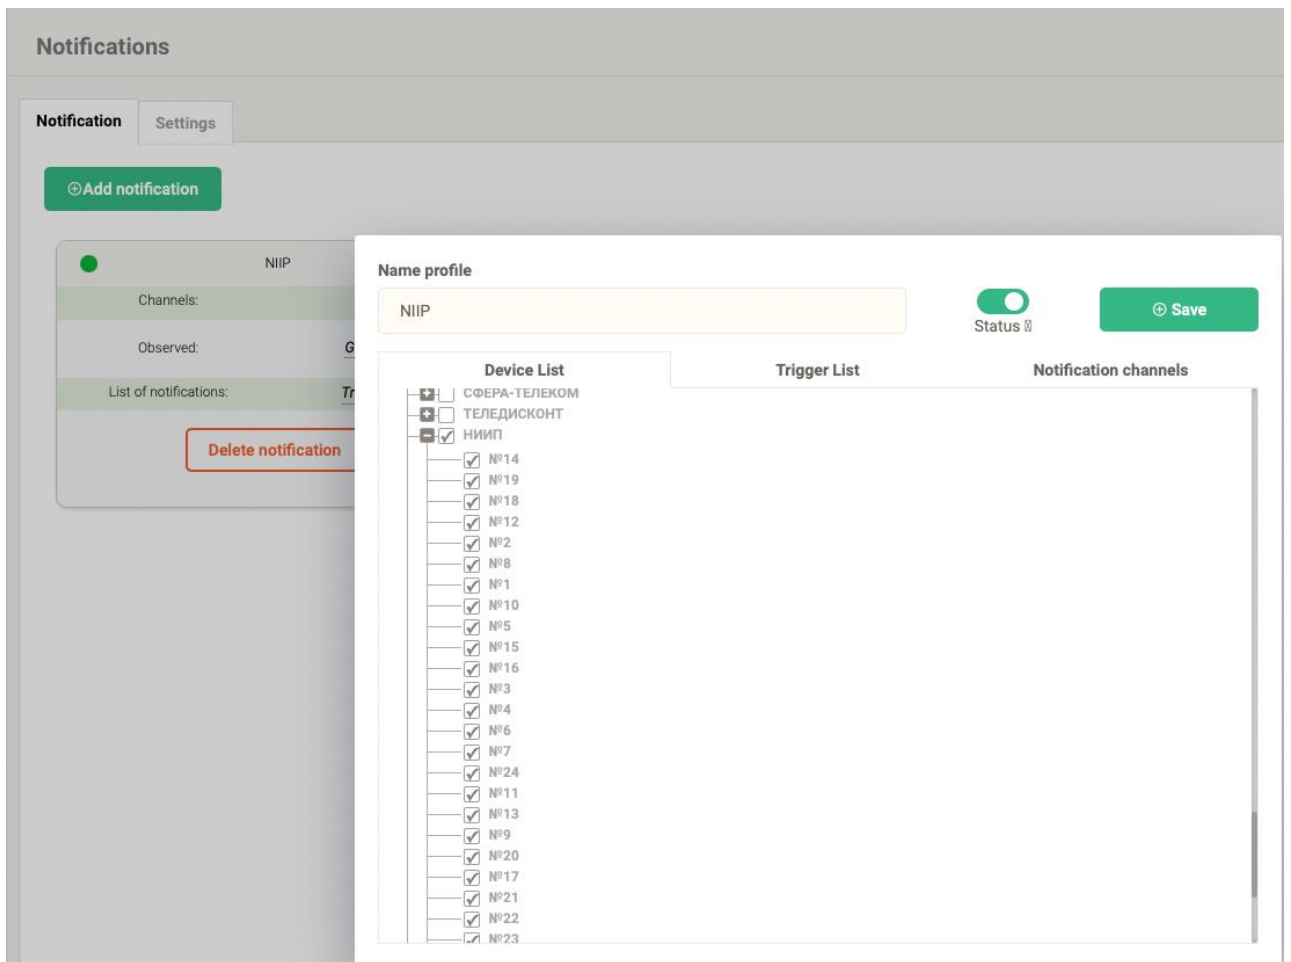 Notifications
Notification Settings
Add notification
NIIP
Channels:
Observed: G
List of notifications: Tr
Delete notification
Name profile
NIIP
Status
Save
Device List Trigger List Notification channels
СФЕРА-ТЕЛЕКОМ
ТЕЛЕДИСКОНТ
НИИП
№14
№19
№18
№12
№2
№8
№1
№10
№5
№15
№16
№3
№4
№6
№7
№24
№11
№13
№9
№20
№17
№21
№22
№23